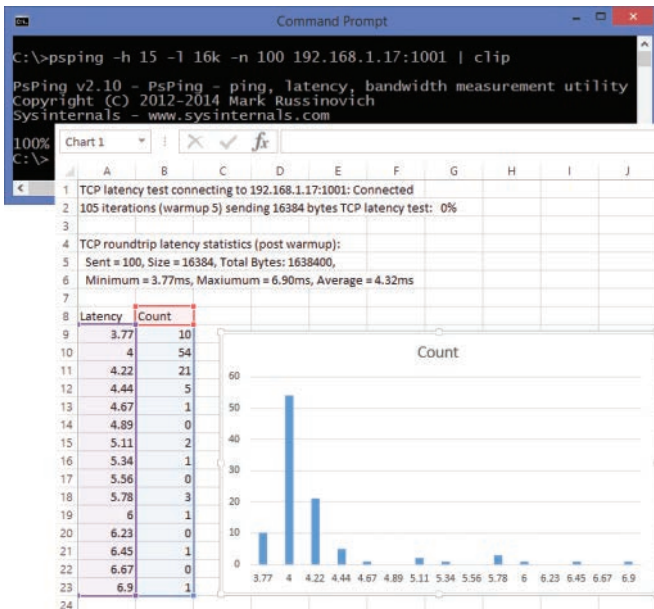 Command Prompt
C:\>psping -h 15 -l 16k -n 100 192.168.1.17:1001 | clip
PsPing v2.10 - PsPing - ping, latency, bandwidth measurement utility
Copyright (C) 2012-2014 Mark Russinovich
Sysinternals - www.sysinternals.com
100%
C:\>
Chart 1
fx
A B C D E F G H I J
1 TCP latency test connecting to 192.168.1.17:1001: Connected
2 105 iterations (warmup 5) sending 16384 bytes TCP latency test: 0%
3
4 TCP roundtrip latency statistics (post warmup):
5 Sent = 100, Size = 16384, Total Bytes: 1638400,
6 Minimum = 3.77ms, Maxiumum = 6.90ms, Average = 4.32ms
7
8 Latency Count
9 3.77 10
10 4 54
11 4.22 21
12 4.44 5
13 4.67 1
14 4.89 0
15 5.11 2
16 5.34 1
17 5.56 0
18 5.78 3
19 6 1
20 6.23 0
21 6.45 1
22 6.67 0
23 6.9 1
24
Count
60
50
40
30
20
10
0
3.77 4 4.22 4.44 4.67 4.89 5.11 5.34 5.56 5.78 6 6.23 6.45 6.67 6.9